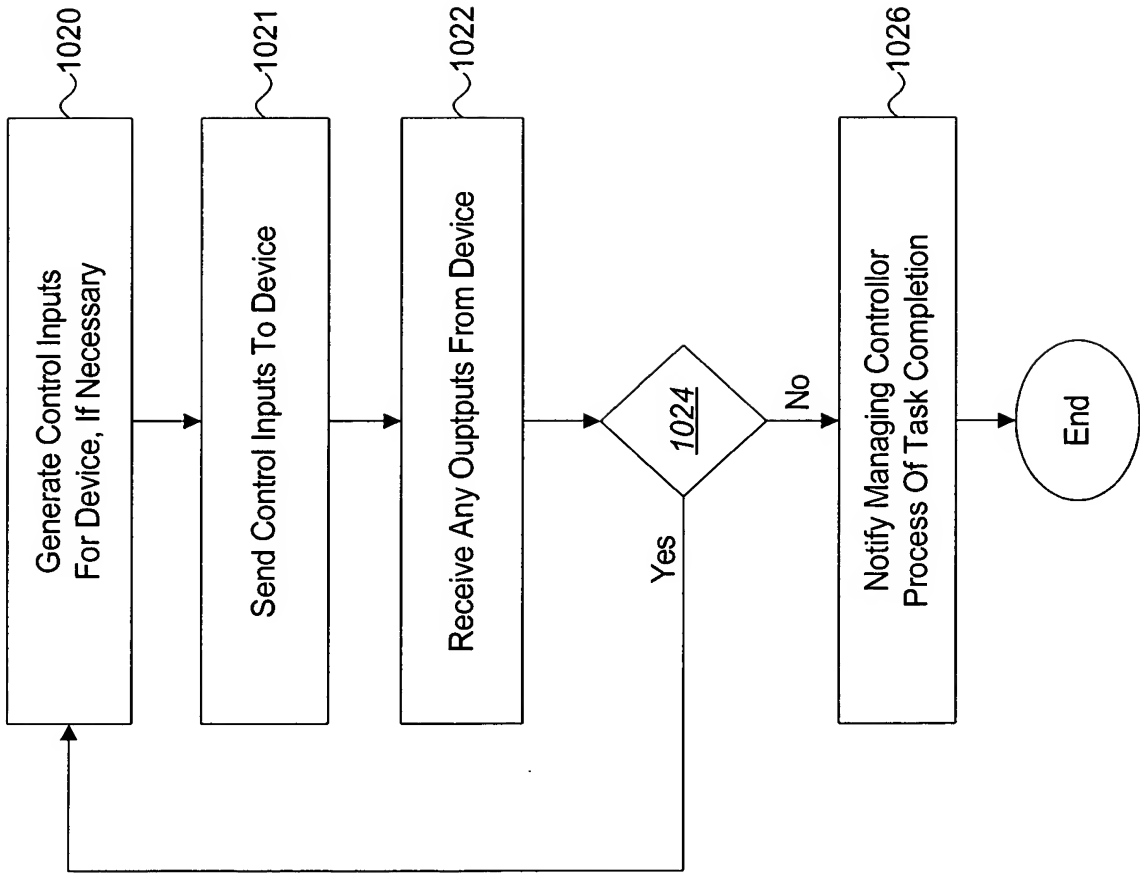 Generate Control Inputs
For Device, If Necessary
1020
Send Control Inputs To Device
1021
Receive Any Ouptputs From Device
1022
1024
Yes
No
Notify Managing Controllor
Process Of Task Completion
1026
End